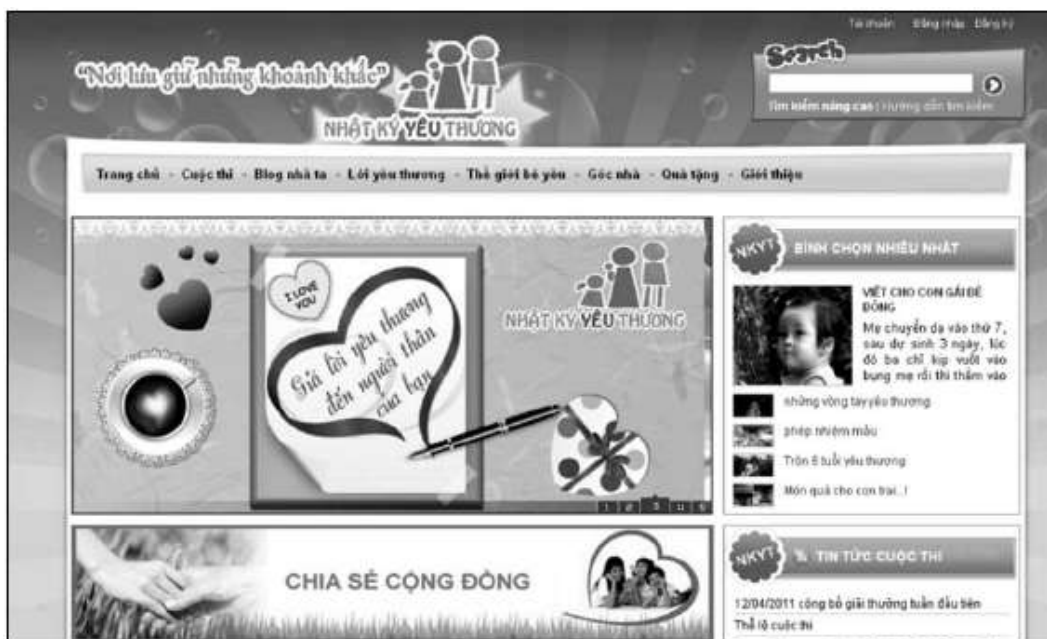 Tài khoản Đăng nhập Đăng ký
"Nơi lưu giữ những khoảnh khắc"
NHẬT KÝ YÊU THƯƠNG
Search
Tìm kiếm nâng cao | Hướng dẫn tìm kiếm
Trang chủ - Cuộc thi - Blog nhà ta - Lời yêu thương - Thế giới bé yêu - Góc nhà - Quà tặng - Giới thiệu
I LOVE
YOU
Giử lời yêu thương
đến người thân
của bạn
NHẬT KÝ YÊU THƯƠNG
NKYT BÌNH CHỌN NHIỀU NHẤT
VIẾT CHO CON GÁI BÉ
BỎNG
Mẹ chuyển dạ vào thứ 7,
sau dự sinh 3 ngày, lúc
đó ba chỉ kịp vuốt vào
bụng mẹ rồi thì thầm vào
những vòng tay yêu thương
phép nhiệm mầu
Tròn 6 tuổi yêu thương
Món quà cho con trai..!
CHIA SẺ CỘNG ĐỒNG
NKYT TIN TỨC CUỘC THI
12/04/2011 công bố giải thưởng tuần đầu tiên
Thể lệ cuộc thi